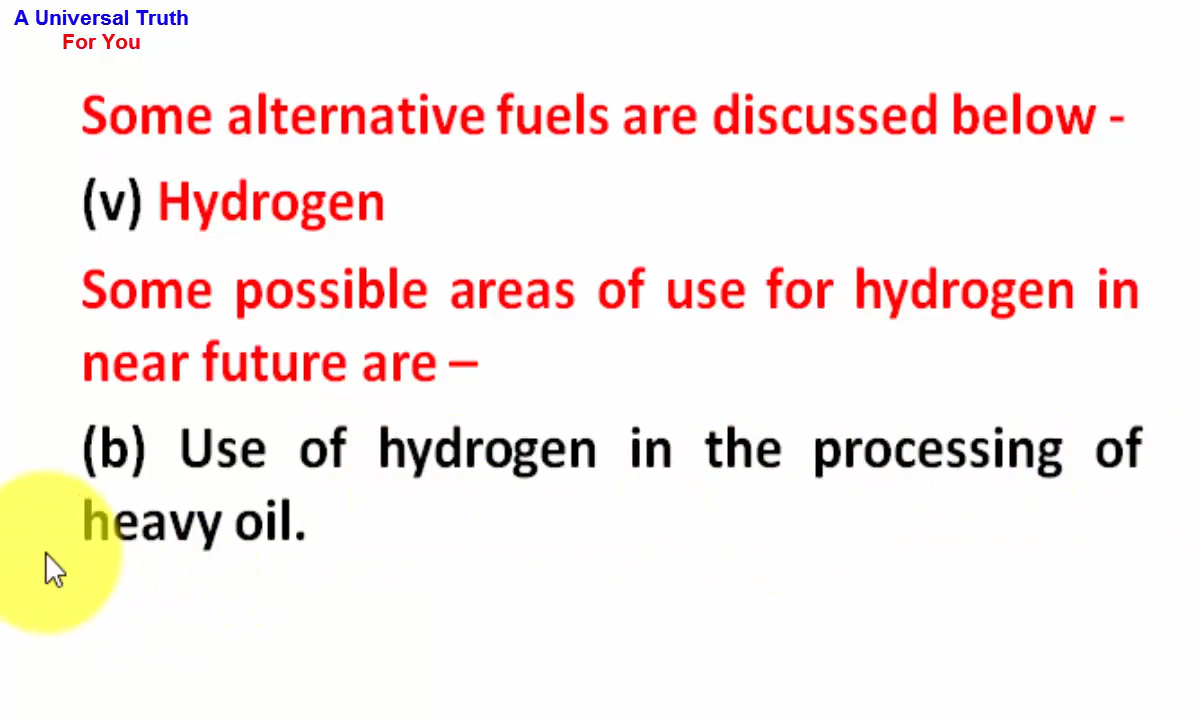 A Universal Truth
For You
Some alternative fuels are discussed below -
(v) Hydrogen
Some possible areas of use for hydrogen in
near future are –
(b) Use of hydrogen in the processing of
heavy oil.